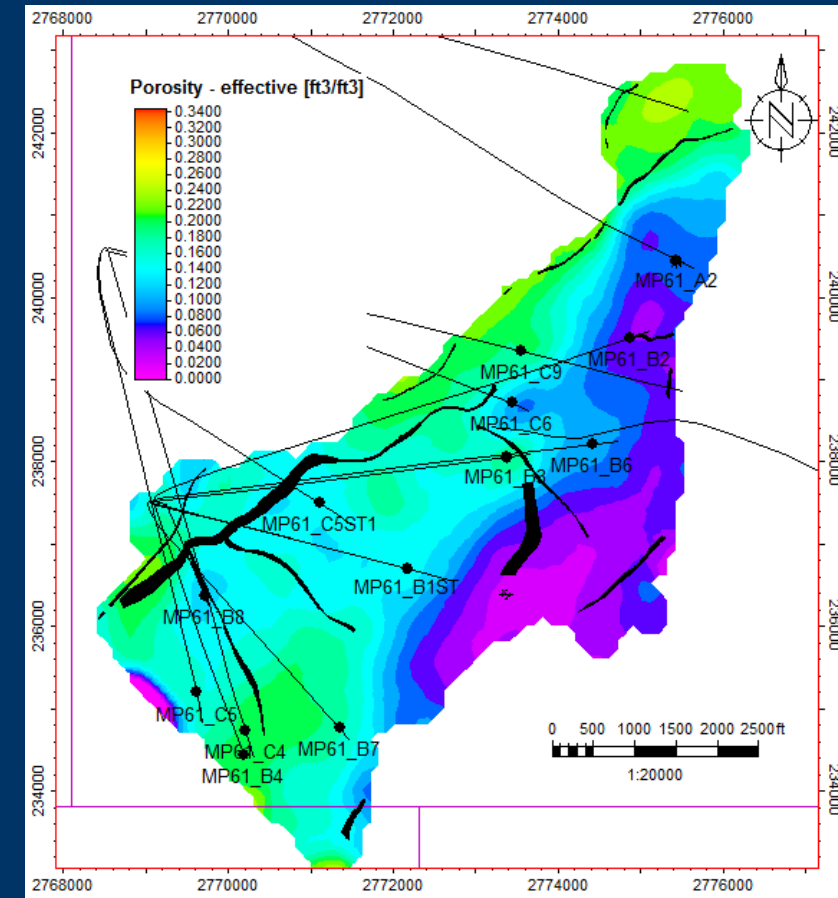 2768000 2770000 2772000 2774000 2776000
Porosity - effective [ft3/ft3]
0.3400
0.3200
0.3000
0.2800
0.2600
0.2400
0.2200
0.2000
0.1800
0.1600
0.1400
0.1200
0.1000
0.0800
0.0600
0.0400
0.0200
0.0000
N
242000 242000
240000 240000
238000 238000
236000 236000
234000 234000
MP61_A2
MP61_B2
MP61_C9
MP61_C6
MP61_B6
MP61_B3
MP61_C5ST1
MP61_B1ST
MP61_B8
MP61_C5
MP61_C4
MP61_B7
MP61_B4
0 500 1000 1500 2000 2500ft
1:20000
2768000 2770000 2772000 2774000 2776000